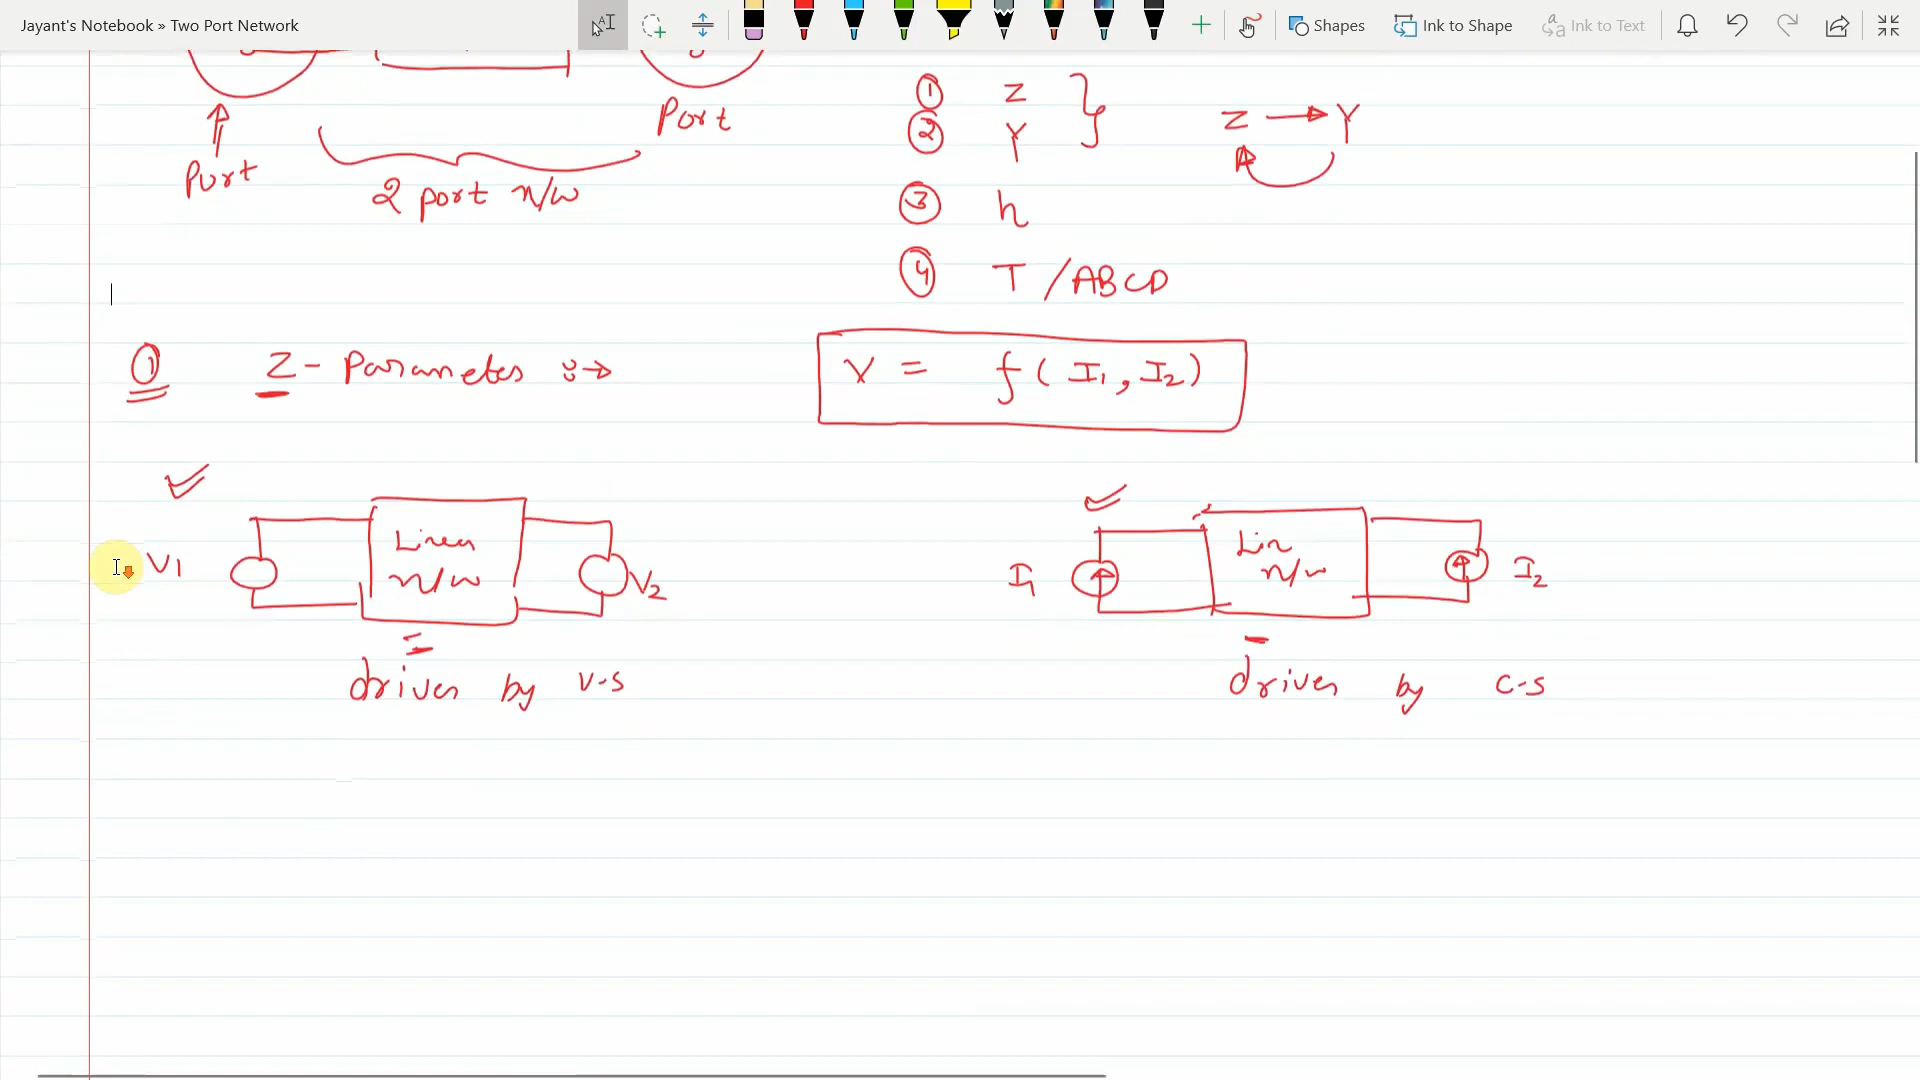 Jayant's Notebook » Two Port Network
Shapes
Ink to Shape
Ink to Text
Port
Port
2 port n/w
① Z
② Y
Z → Y
③ h
④ T /ABCD
① Z - Parameter :→
V = f( I1 , I2 )
V1
Linear
n/w
V2
driven by v-s
I1
Lin
n/w
I2
driven by c-s